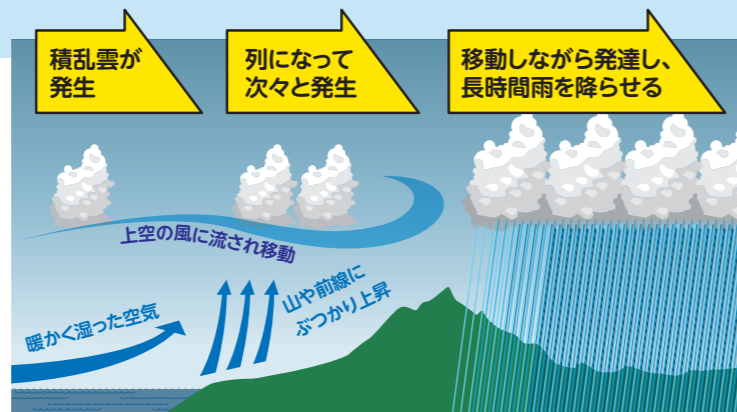 積乱雲が
発生
列になって
次々と発生
移動しながら発達し、
長時間雨を降らせる
上空の風に流され移動
暖かく湿った空気
山や前線に
ぶつかり上昇